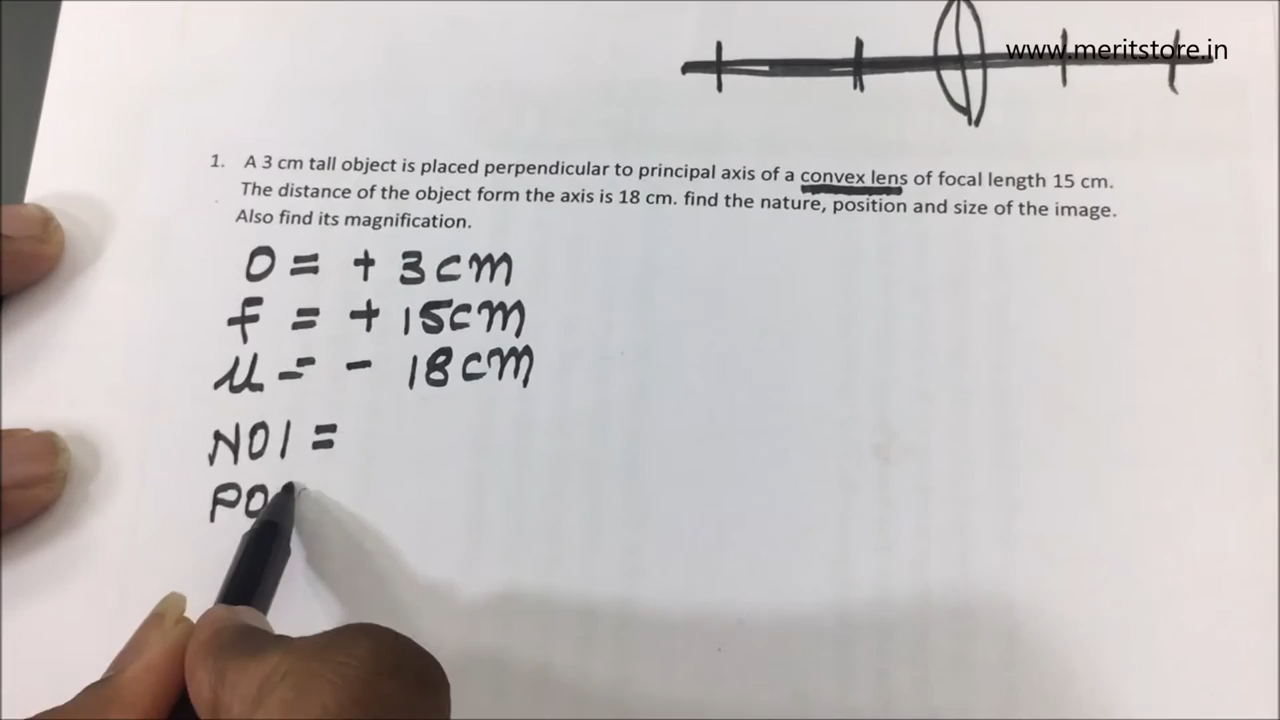 www.meritstore.in
1. A 3 cm tall object is placed perpendicular to principal axis of a convex lens of focal length 15 cm.
The distance of the object form the axis is 18 cm. find the nature, position and size of the image.
Also find its magnification.
O = + 3cm
f = + 15cm
u = - 18cm
NOI =
PO